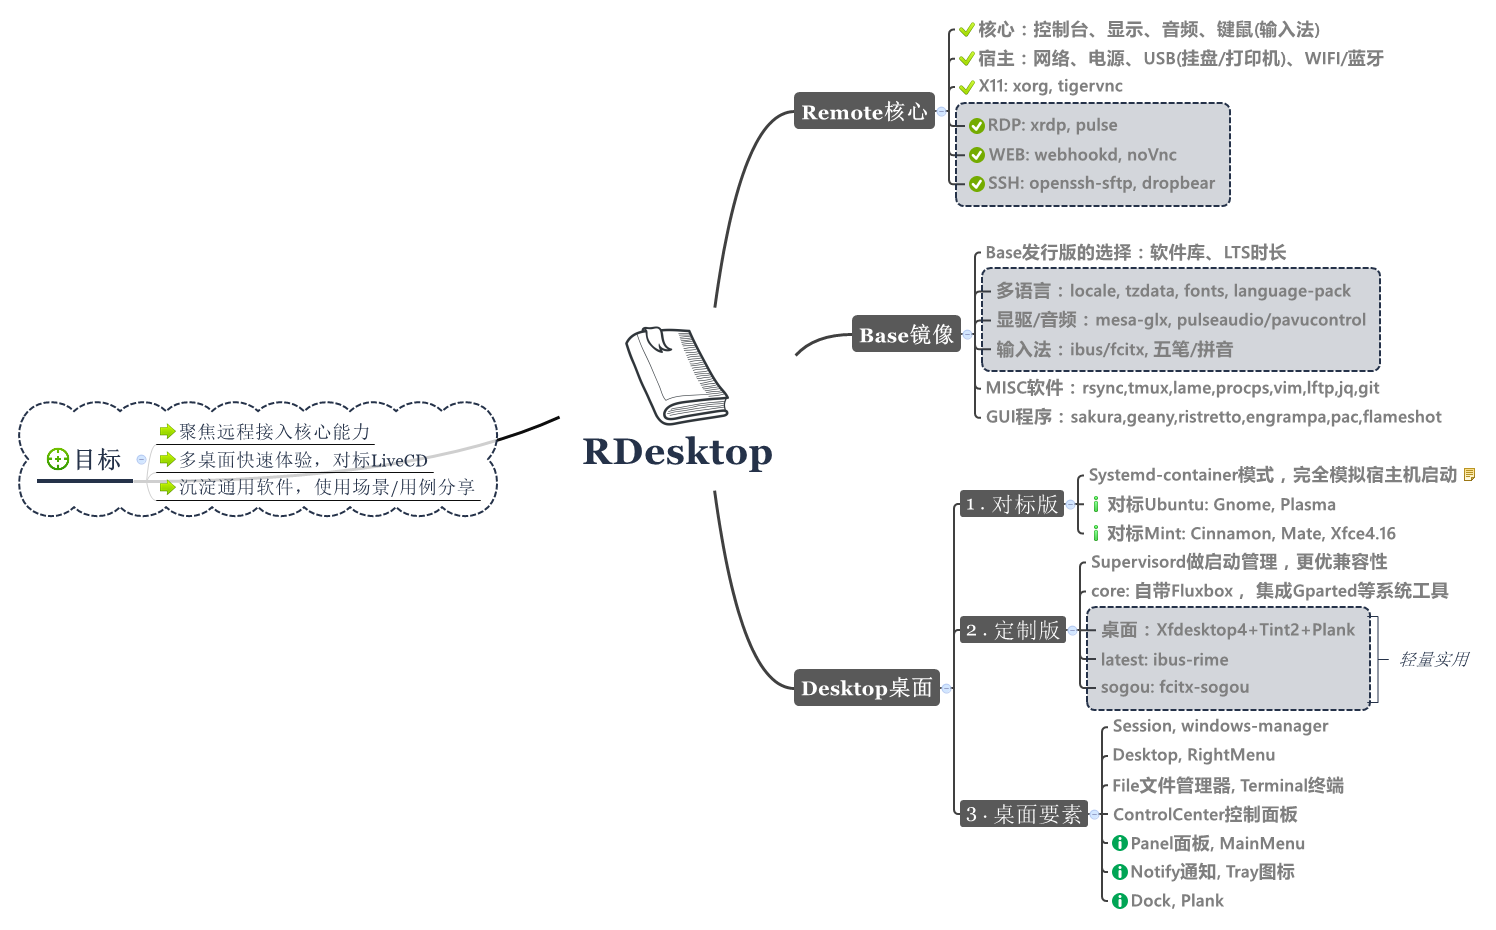 RDesktop
目标
聚焦远程接入核心能力
多桌面快速体验，对标LiveCD
沉淀通用软件，使用场景/用例分享
Remote核心
核心：控制台、显示、音频、键鼠(输入法)
宿主：网络、电源、USB(挂盘/打印机)、WIFI/蓝牙
X11: xorg, tigervnc
RDP: xrdp, pulse
WEB: webhookd, noVnc
SSH: openssh-sftp, dropbear
Base镜像
Base发行版的选择：软件库、LTS时长
多语言：locale, tzdata, fonts, language-pack
显驱/音频：mesa-glx, pulseaudio/pavucontrol
输入法：ibus/fcitx, 五笔/拼音
MISC软件：rsync,tmux,lame,procps,vim,lftp,jq,git
GUI程序：sakura,geany,ristretto,engrampa,pac,flameshot
Desktop桌面
1 . 对标版
Systemd-container模式，完全模拟宿主机启动
对标Ubuntu: Gnome, Plasma
对标Mint: Cinnamon, Mate, Xfce4.16
2 . 定制版
Supervisord做启动管理，更优兼容性
core: 自带Fluxbox， 集成Gparted等系统工具
桌面：Xfdesktop4+Tint2+Plank
latest: ibus-rime
sogou: fcitx-sogou
轻量实用
3 . 桌面要素
Session, windows-manager
Desktop, RightMenu
File文件管理器, Terminal终端
ControlCenter控制面板
Panel面板, MainMenu
Notify通知, Tray图标
Dock, Plank